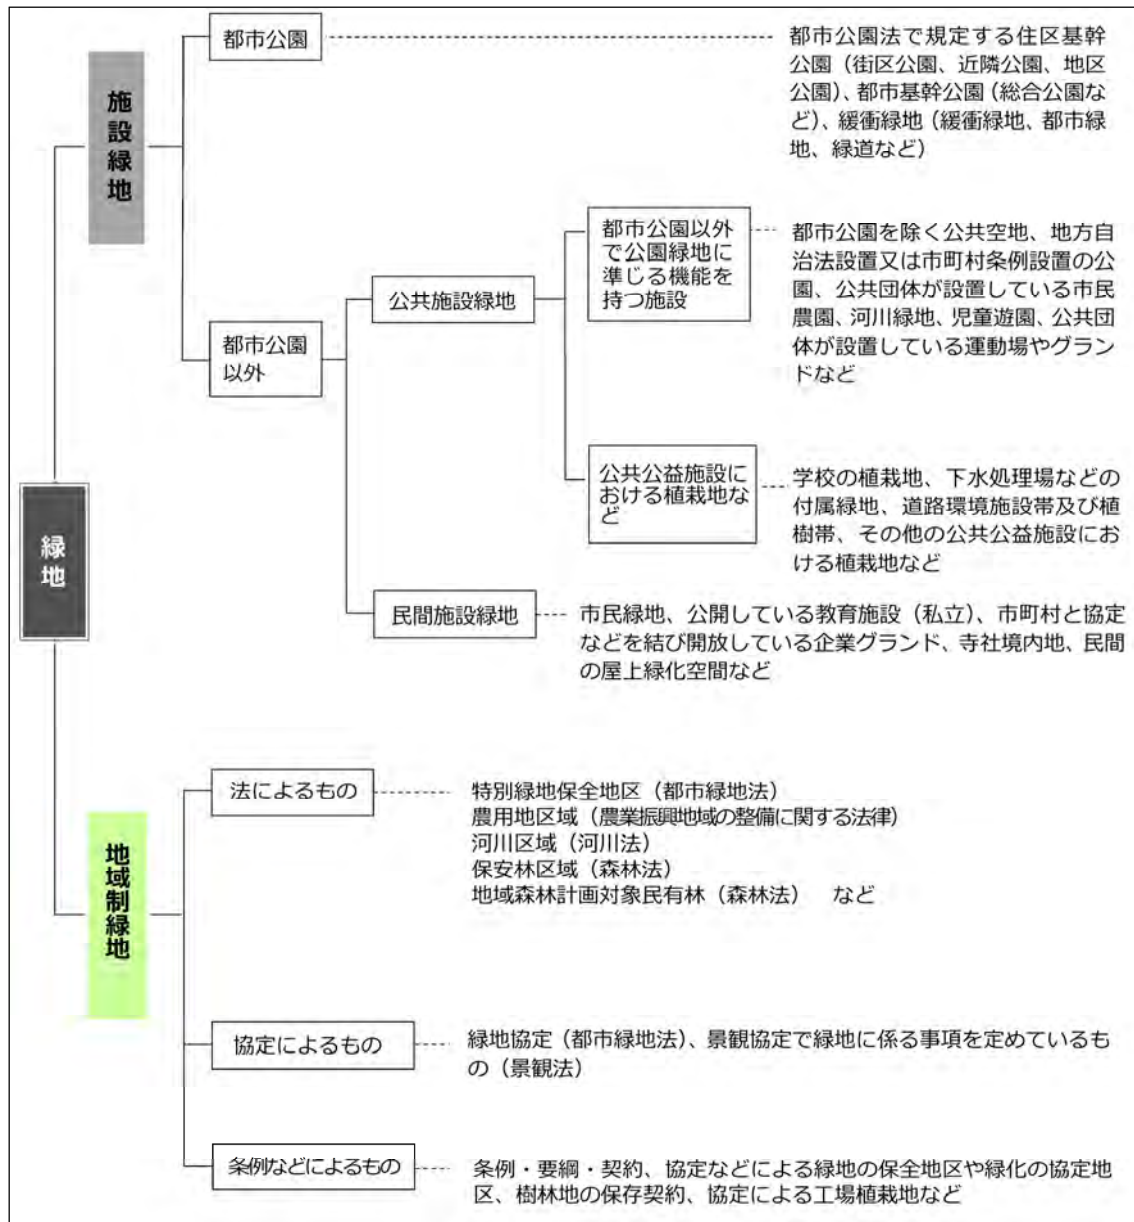 緑地
施設緑地
都市公園
都市公園法で規定する住区基幹
公園（街区公園、近隣公園、地区
公園）、都市基幹公園（総合公園な
ど）、緩衝緑地（緩衝緑地、都市緑
地、緑道など）
都市公園
以外
公共施設緑地
都市公園以外
で公園緑地に
準じる機能を
持つ施設
都市公園を除く公共空地、地方自
治法設置又は市町村条例設置の公
園、公共団体が設置している市民
農園、河川緑地、児童遊園、公共団
体が設置している運動場やグラン
ドなど
公共公益施設に
おける植栽地な
ど
学校の植栽地、下水処理場などの
付属緑地、道路環境施設帯及び植
樹帯、その他の公共公益施設にお
ける植栽地など
民間施設緑地
市民緑地、公開している教育施設（私立）、市町村と協定
などを結び開放している企業グランド、寺社境内地、民間
の屋上緑化空間など
地域制緑地
法によるもの
特別緑地保全地区（都市緑地法）
農用地区域（農業振興地域の整備に関する法律）
河川区域（河川法）
保安林区域（森林法）
地域森林計画対象民有林（森林法）　など
協定によるもの
緑地協定（都市緑地法）、景観協定で緑地に係る事項を定めているも
の（景観法）
条例などによるもの
条例・要綱・契約、協定などによる緑地の保全地区や緑化の協定地
区、樹林地の保存契約、協定による工場植栽地など